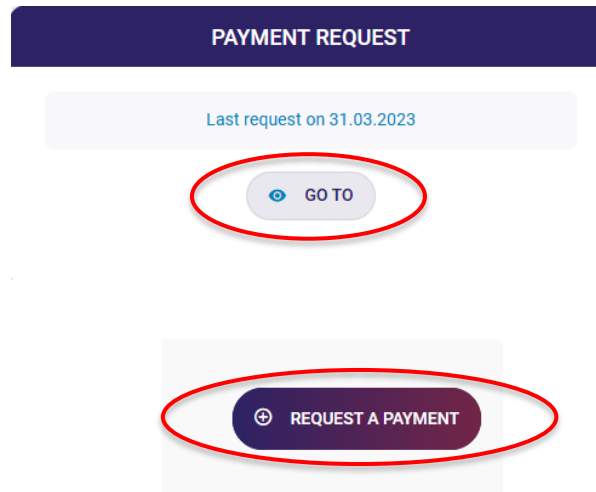 PAYMENT REQUEST
Last request on 31.03.2023
GO TO
REQUEST A PAYMENT